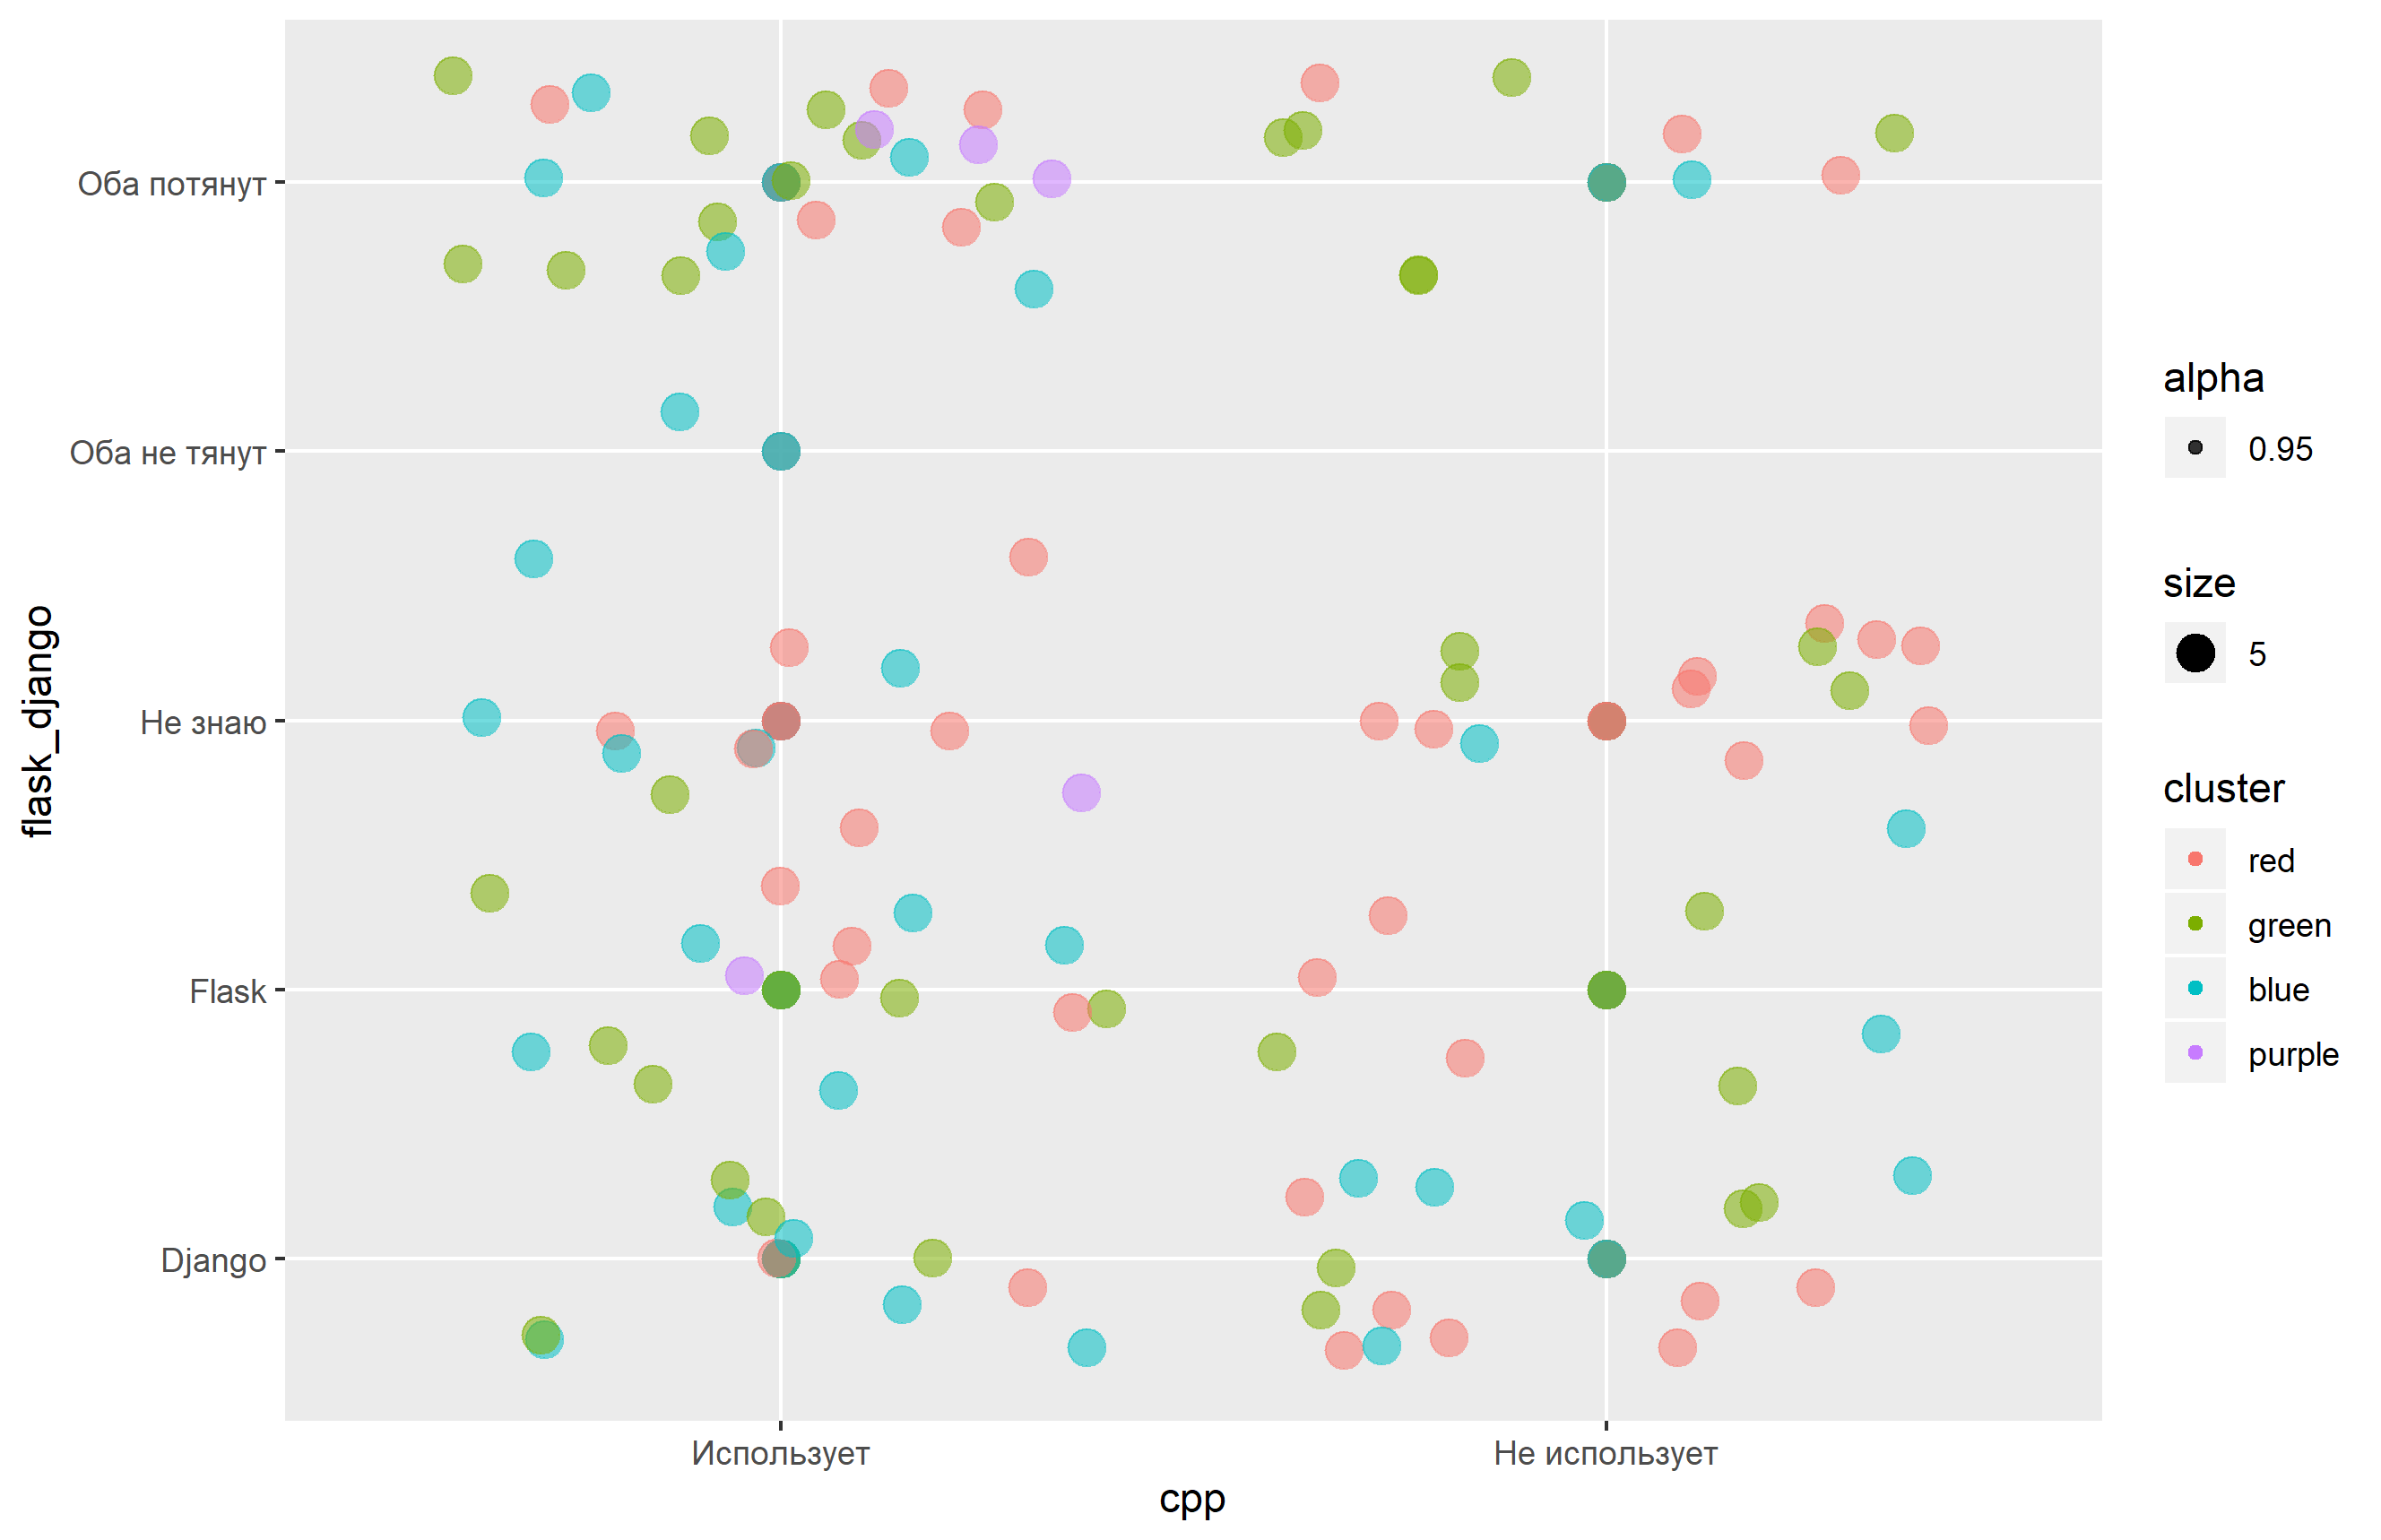 flask_django
Оба потянут
Оба не тянут
Не знаю
Flask
Django
Использует
Не использует
cpp
alpha
0.95
size
5
cluster
red
green
blue
purple